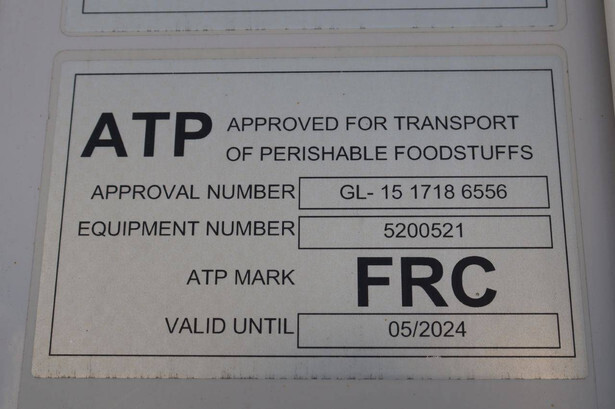 ATP APPROVED FOR TRANSPORT
OF PERISHABLE FOODSTUFFS
APPROVAL NUMBER GL- 15 1718 6556
EQUIPMENT NUMBER 5200521
ATP MARK FRC
VALID UNTIL 05/2024